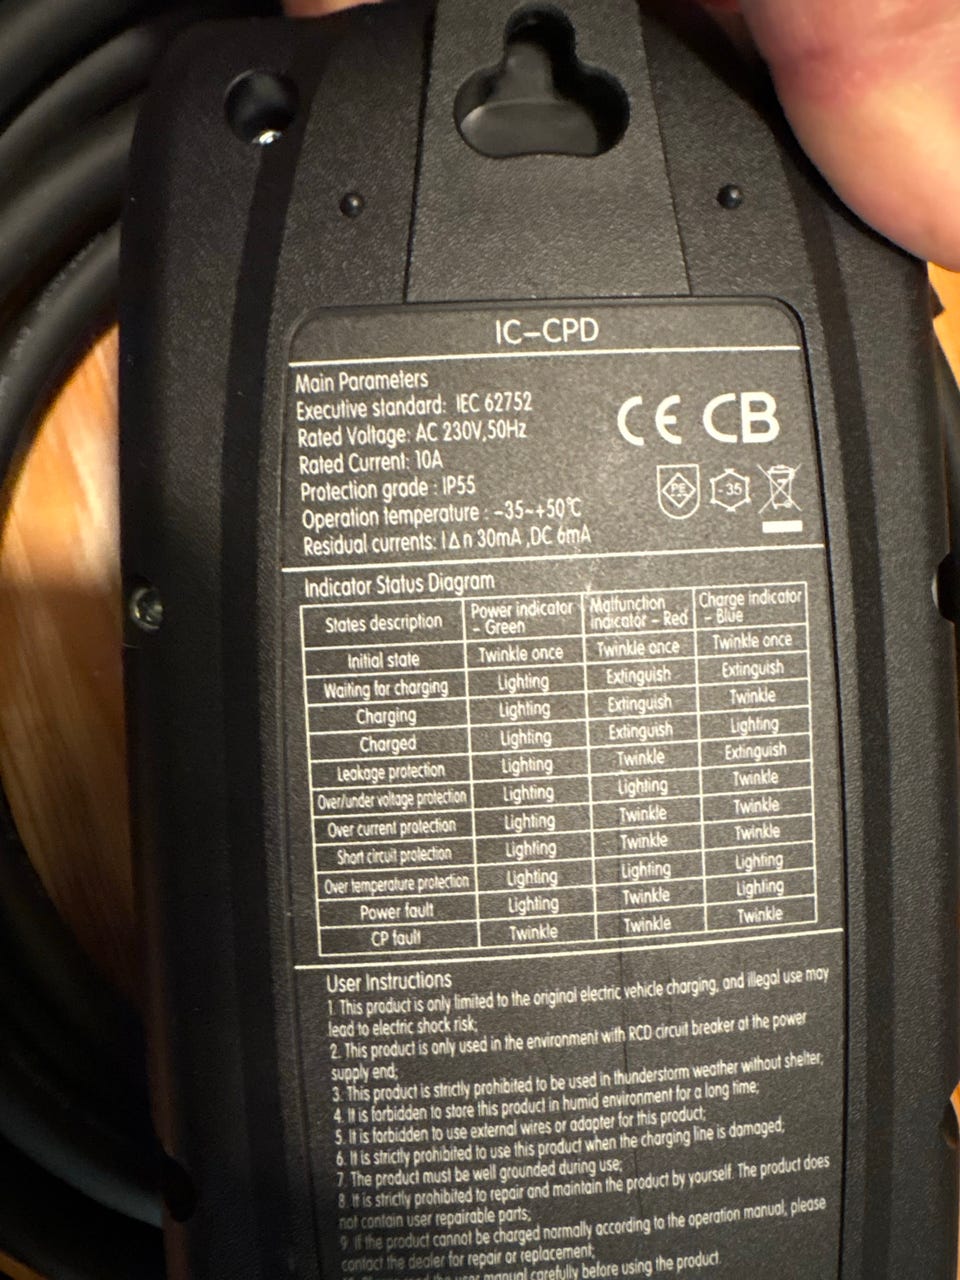 IC-CPD
Main Parameters
Executive standard: IEC 62752
Rated Voltage: AC 230V,50Hz
Rated Current: 10A
Protection grade : IP55
Operation temperature : -35~+50℃
Residual currents: I∆n 30mA ,DC 6mA
CE CB
PE -35
Indicator Status Diagram
States description Power indicator - Green Malfunction indicator - Red Charge indicator - Blue
Initial state Twinkle once Twinkle once Twinkle once
Waiting for charging Lighting Extinguish Extinguish
Charging Lighting Extinguish Twinkle
Charged Lighting Extinguish Lighting
Leakage protection Lighting Twinkle Extinguish
Over/under voltage protection Lighting Lighting Twinkle
Over current protection Lighting Twinkle Twinkle
Short circuit protection Lighting Twinkle Twinkle
Over temperature protection Lighting Lighting Lighting
Power fault Lighting Twinkle Lighting
CP fault Twinkle Twinkle Twinkle
User Instructions
1. This product is only limited to the original electric vehicle charging, and illegal use may
lead to electric shock risk;
2. This product is only used in the environment with RCD circuit breaker at the power
supply end;
3. This product is strictly prohibited to be used in thunderstorm weather without shelter;
4. It is forbidden to store this product in humid environment for a long time;
5. It is forbidden to use external wires or adapter for this product;
6. It is strictly prohibited to use this product when the charging line is damaged;
7. The product must be well grounded during use;
8. It is strictly prohibited to repair and maintain the product by yourself. The product does
not contain user repairable parts;
9. If the product cannot be charged normally according to the operation manual, please
contact the dealer for repair or replacement;
user manual carefully before using the product.